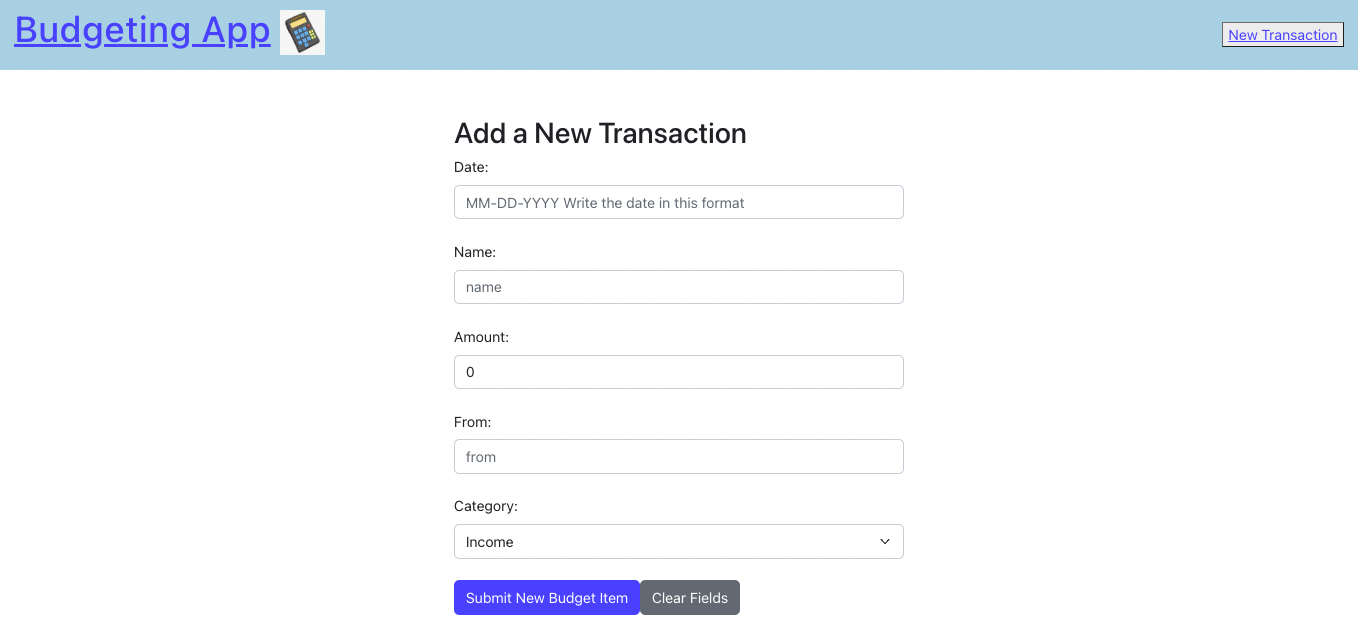 Budgeting App
New Transaction
Add a New Transaction
Date:
MM-DD-YYYY Write the date in this format
Name:
name
Amount:
0
From:
from
Category:
Income
Submit New Budget Item Clear Fields